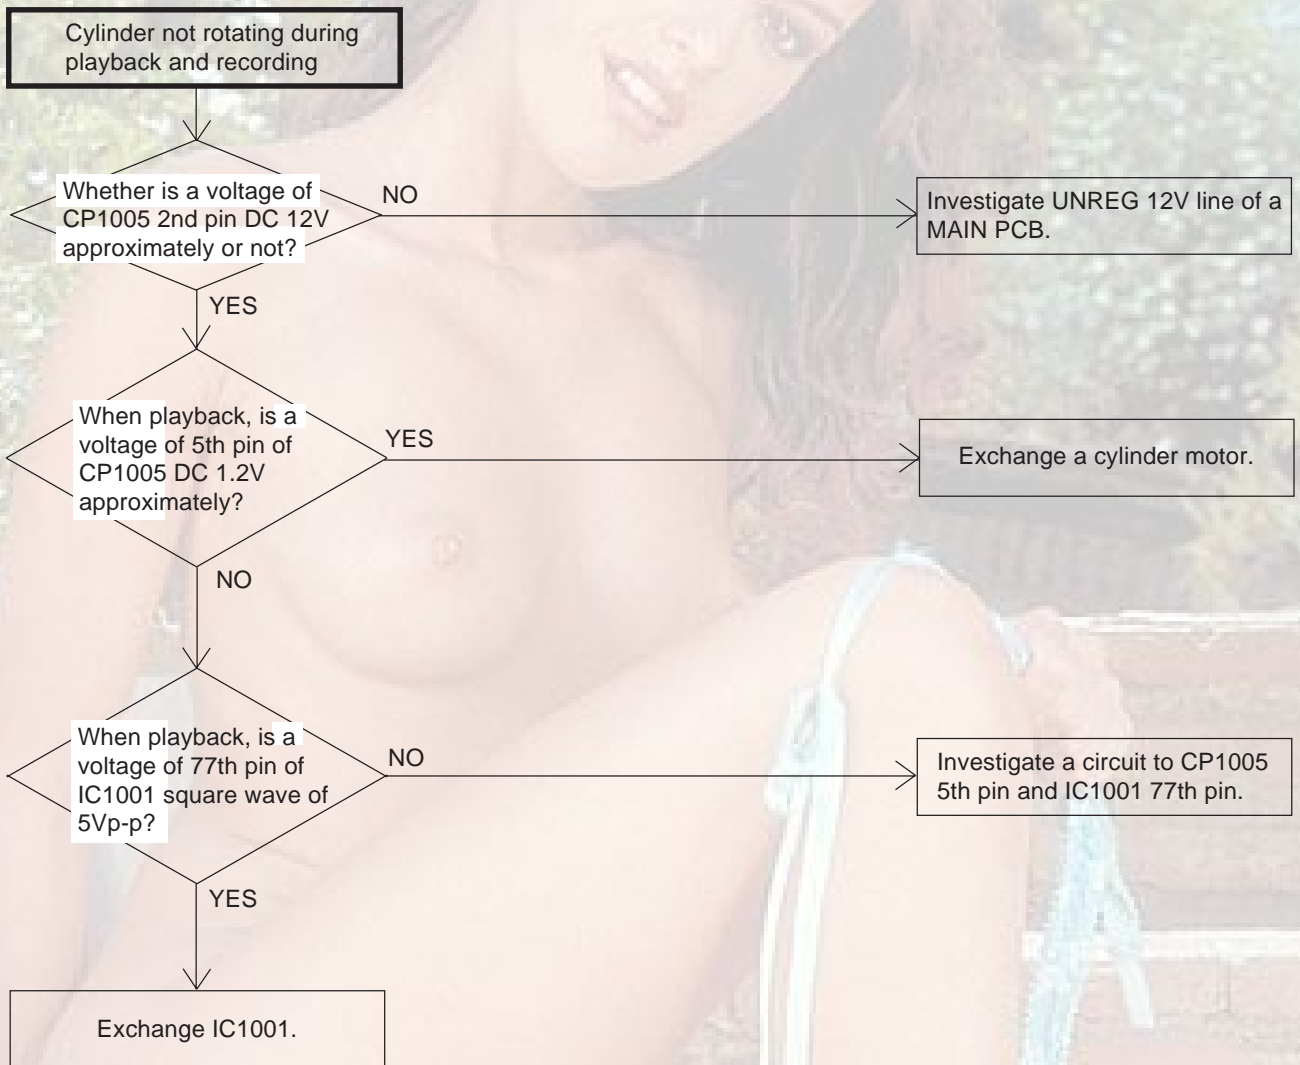 Cylinder not rotating during
playback and recording
Whether is a voltage of
CP1005 2nd pin DC 12V
approximately or not?
NO
Investigate UNREG 12V line of a
MAIN PCB.
YES
When playback, is a
voltage of 5th pin of
CP1005 DC 1.2V
approximately?
YES
Exchange a cylinder motor.
NO
When playback, is a
voltage of 77th pin of
IC1001 square wave of
5Vp-p?
NO
Investigate a circuit to CP1005
5th pin and IC1001 77th pin.
YES
Exchange IC1001.